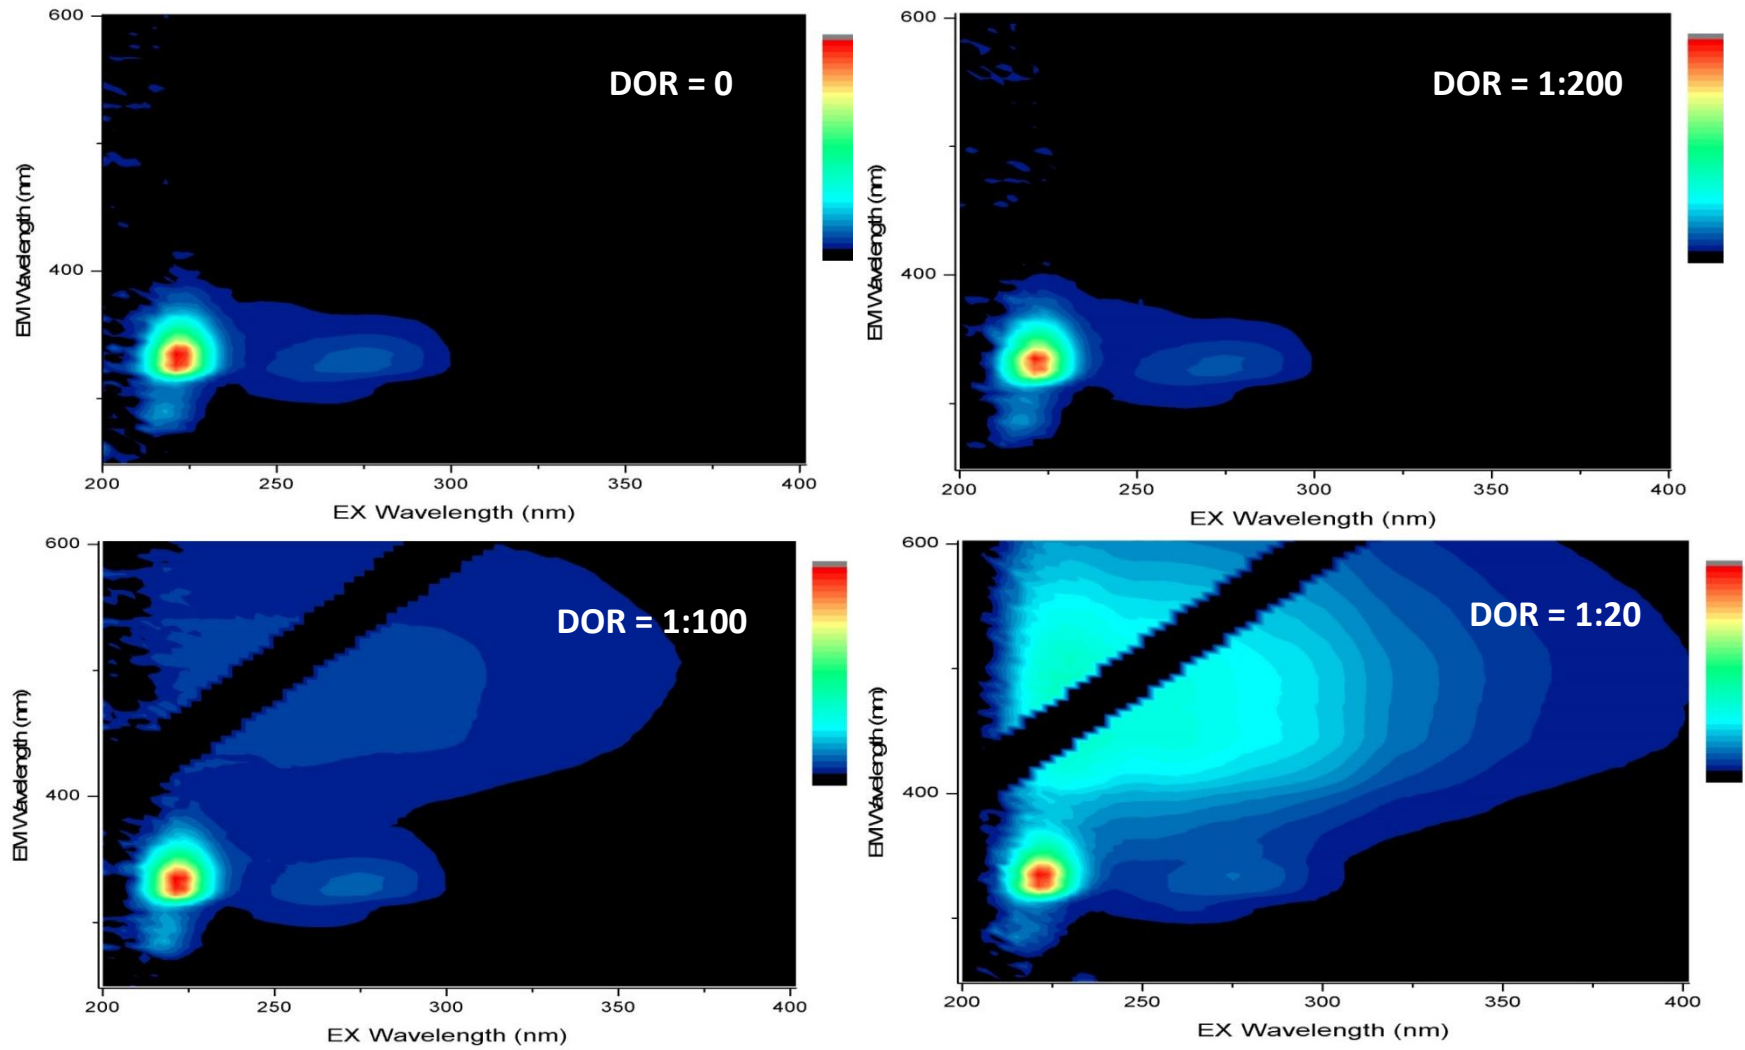 600
400
200 250 300 350 400
EM Wavelength (nm)
EX Wavelength (nm)
DOR = 0
600
400
200 250 300 350 400
EM Wavelength (nm)
EX Wavelength (nm)
DOR = 1:200
600
400
200 250 300 350 400
EM Wavelength (nm)
EX Wavelength (nm)
DOR = 1:100
600
400
200 250 300 350 400
EM Wavelength (nm)
EX Wavelength (nm)
DOR = 1:20